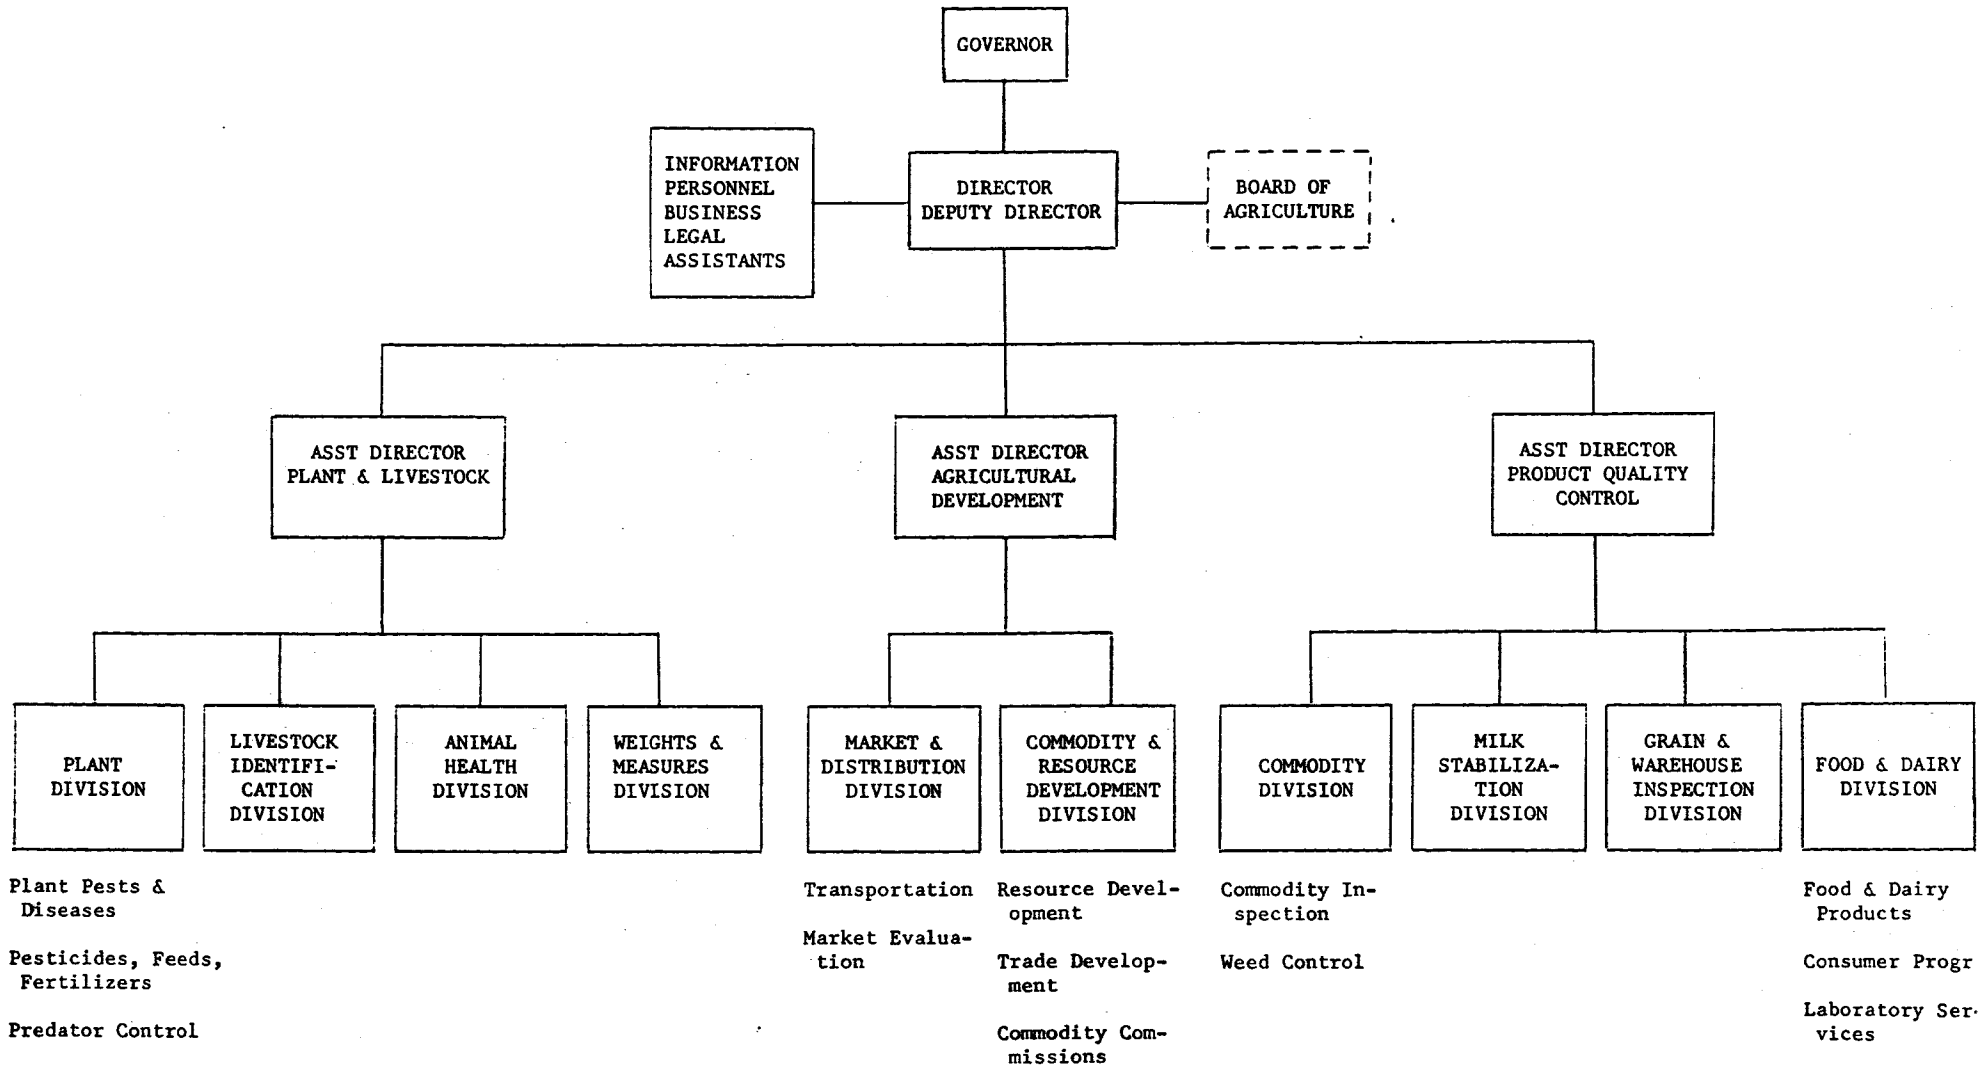 GOVERNOR
INFORMATION
PERSONNEL
BUSINESS
LEGAL
ASSISTANTS
DIRECTOR
DEPUTY DIRECTOR
BOARD OF
AGRICULTURE
ASST DIRECTOR
PLANT & LIVESTOCK
ASST DIRECTOR
AGRICULTURAL
DEVELOPMENT
ASST DIRECTOR
PRODUCT QUALITY
CONTROL
PLANT
DIVISION
LIVESTOCK
IDENTIFI-
CATION
DIVISION
ANIMAL
HEALTH
DIVISION
WEIGHTS &
MEASURES
DIVISION
MARKET &
DISTRIBUTION
DIVISION
COMMODITY &
RESOURCE
DEVELOPMENT
DIVISION
COMMODITY
DIVISION
MILK
STABILIZA-
TION
DIVISION
GRAIN &
WAREHOUSE
INSPECTION
DIVISION
FOOD & DAIRY
DIVISION
Plant Pests &
Diseases
Pesticides, Feeds,
Fertilizers
Predator Control
Transportation
Market Evalua-
tion
Resource Devel-
opment
Trade Develop-
ment
Commodity Com-
missions
Commodity In-
spection
Weed Control
Food & Dairy
Products
Consumer Progr
Laboratory Ser-
vices